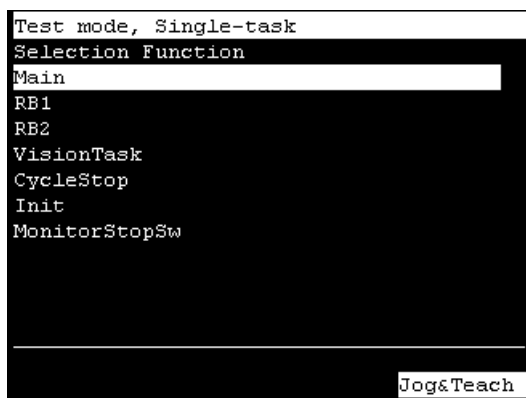 Test mode, Single-task
Selection Function
Main
RB1
RB2
VisionTask
CycleStop
Init
MonitorStopSw
Jog&Teach